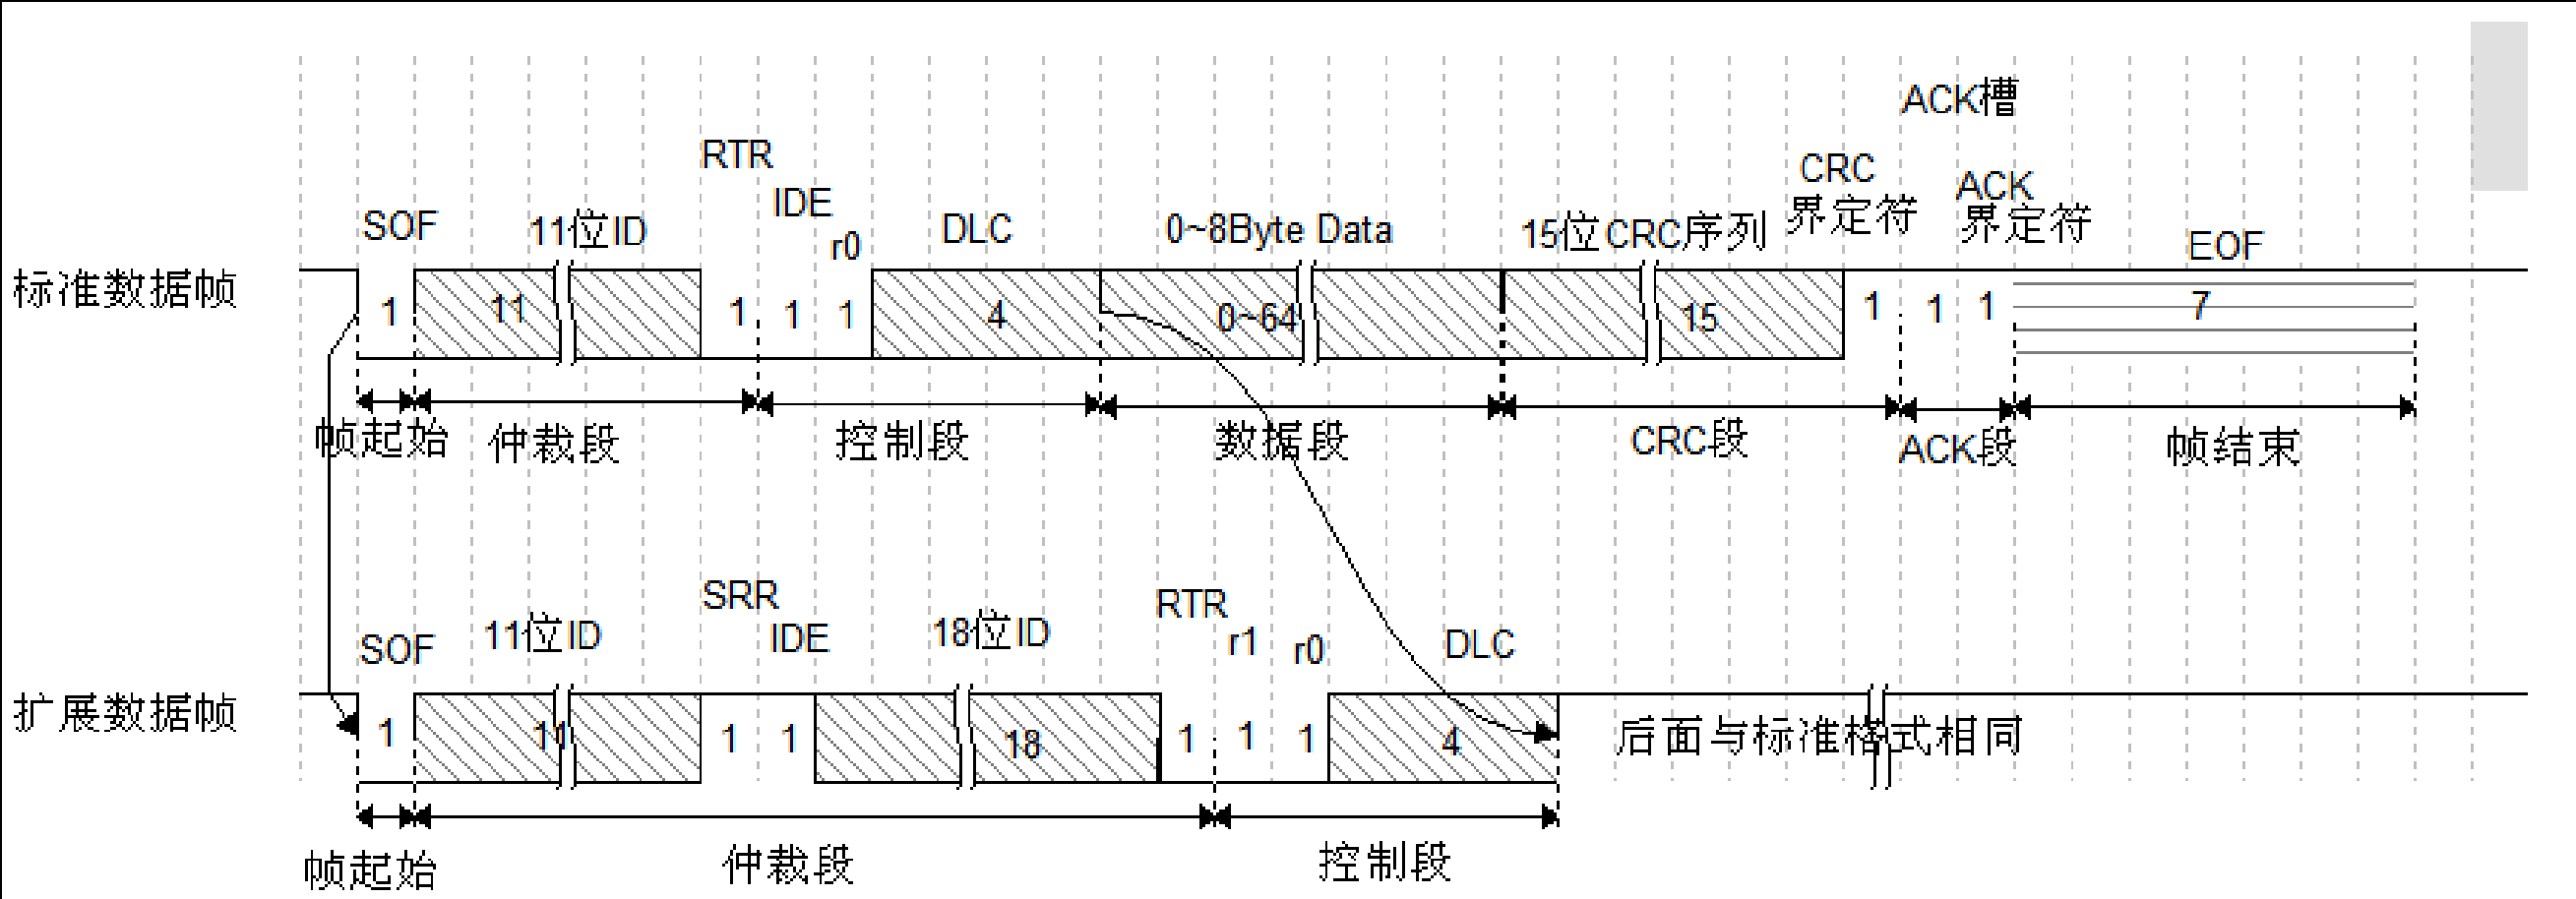 ACK槽
RTR
CRC
界定符
ACK
界定符
IDE
SOF
11位ID
r0
DLC
0~8Byte Data
15位CRC序列
EOF
标准数据帧
1
11
1
1
1
4
0~64
15
1
1
1
7
帧起始
仲裁段
控制段
数据段
CRC段
ACK段
帧结束
SRR
RTR
SOF
11位ID
IDE
18位ID
r1
r0
DLC
扩展数据帧
1
11
1
1
18
1
1
1
4
后面与标准格式相同
帧起始
仲裁段
控制段